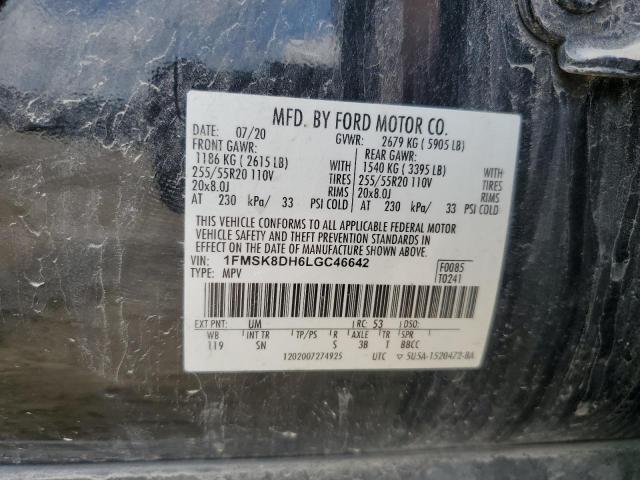 MFD. BY FORD MOTOR CO.
DATE: 07/20 GVWR: 2679 KG ( 5905 LB)
FRONT GAWR: REAR GAWR:
1186 KG ( 2615 LB) WITH 1540 KG ( 3395 LB) WITH
255/55R20 110V TIRES 255/55R20 110V TIRES
20x8.0J RIMS 20x8.0J RIMS
AT 230 kPa/ 33 PSI COLD AT 230 kPa/ 33 PSI COLD
THIS VEHICLE CONFORMS TO ALL APPLICABLE FEDERAL MOTOR
VEHICLE SAFETY AND THEFT PREVENTION STANDARDS IN
EFFECT ON THE DATE OF MANUFACTURE SHOWN ABOVE.
VIN: 1FMSK8DH6LGC46642 F0085
TYPE: MPV T0241
EXT PNT: UM RC: 53 DSO:
WB INT TR TP/PS R AXLE TR SPR
119 SN S 3B T BBCC
1202007274925 UTC 5U5A-1520472-BA